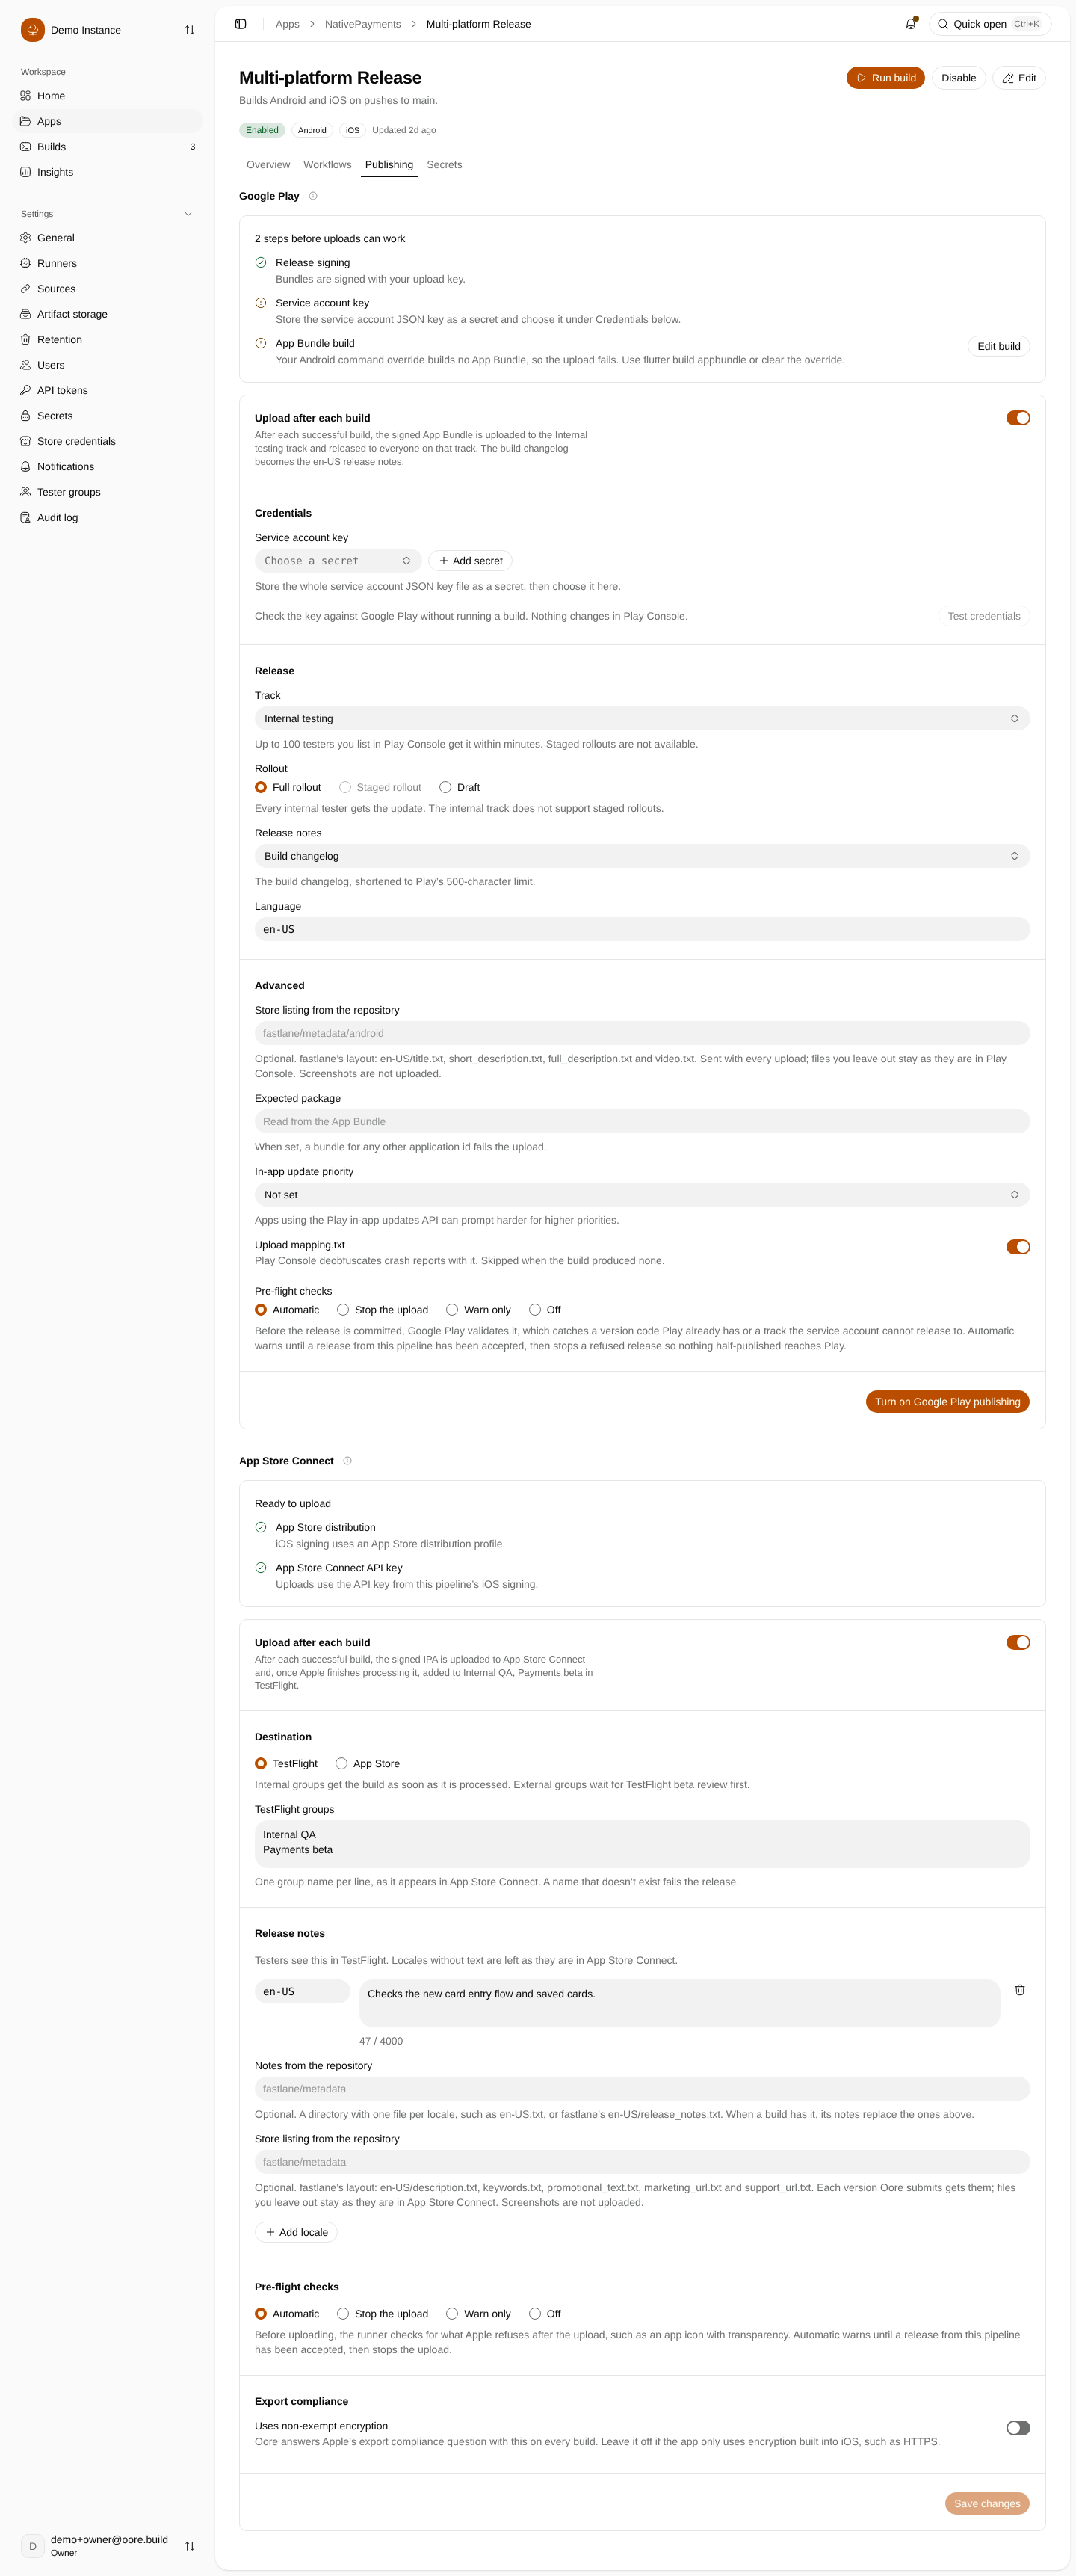 Demo Instance
Workspace
Home
Apps
Builds 3
Insights
Settings
General
Runners
Sources
Artifact storage
Retention
Users
API tokens
Secrets
Store credentials
Notifications
Tester groups
Audit log
D
demo+owner@oore.build
Owner
Apps NativePayments Multi-platform Release
Quick open Ctrl+K
Multi-platform Release
Run build Disable Edit
Builds Android and iOS on pushes to main.
Enabled Android iOS Updated 2d ago
Overview Workflows Publishing Secrets
Google Play
2 steps before uploads can work
Release signing
Bundles are signed with your upload key.
Service account key
Store the service account JSON key as a secret and choose it under Credentials below.
App Bundle build
Your Android command override builds no App Bundle, so the upload fails. Use flutter build appbundle or clear the override.
Edit build
Upload after each build
After each successful build, the signed App Bundle is uploaded to the Internal
testing track and released to everyone on that track. The build changelog
becomes the en-US release notes.
Credentials
Service account key
Choose a secret Add secret
Store the whole service account JSON key file as a secret, then choose it here.
Check the key against Google Play without running a build. Nothing changes in Play Console. Test credentials
Release
Track
Internal testing
Up to 100 testers you list in Play Console get it within minutes. Staged rollouts are not available.
Rollout
Full rollout Staged rollout Draft
Every internal tester gets the update. The internal track does not support staged rollouts.
Release notes
Build changelog
The build changelog, shortened to Play’s 500-character limit.
Language
en-US
Advanced
Store listing from the repository
fastlane/metadata/android
Optional. fastlane’s layout: en-US/title.txt, short_description.txt, full_description.txt and video.txt. Sent with every upload; files you leave out stay as they are in Play
Console. Screenshots are not uploaded.
Expected package
Read from the App Bundle
When set, a bundle for any other application id fails the upload.
In-app update priority
Not set
Apps using the Play in-app updates API can prompt harder for higher priorities.
Upload mapping.txt
Play Console deobfuscates crash reports with it. Skipped when the build produced none.
Pre-flight checks
Automatic Stop the upload Warn only Off
Before the release is committed, Google Play validates it, which catches a version code Play already has or a track the service account cannot release to. Automatic
warns until a release from this pipeline has been accepted, then stops a refused release so nothing half-published reaches Play.
Turn on Google Play publishing
App Store Connect
Ready to upload
App Store distribution
iOS signing uses an App Store distribution profile.
App Store Connect API key
Uploads use the API key from this pipeline’s iOS signing.
Upload after each build
After each successful build, the signed IPA is uploaded to App Store Connect
and, once Apple finishes processing it, added to Internal QA, Payments beta in
TestFlight.
Destination
TestFlight App Store
Internal groups get the build as soon as it is processed. External groups wait for TestFlight beta review first.
TestFlight groups
Internal QA
Payments beta
One group name per line, as it appears in App Store Connect. A name that doesn’t exist fails the release.
Release notes
Testers see this in TestFlight. Locales without text are left as they are in App Store Connect.
en-US Checks the new card entry flow and saved cards.
47 / 4000
Notes from the repository
fastlane/metadata
Optional. A directory with one file per locale, such as en-US.txt, or fastlane’s en-US/release_notes.txt. When a build has it, its notes replace the ones above.
Store listing from the repository
fastlane/metadata
Optional. fastlane’s layout: en-US/description.txt, keywords.txt, promotional_text.txt, marketing_url.txt and support_url.txt. Each version Oore submits gets them; files
you leave out stay as they are in App Store Connect. Screenshots are not uploaded.
Add locale
Pre-flight checks
Automatic Stop the upload Warn only Off
Before uploading, the runner checks for what Apple refuses after the upload, such as an app icon with transparency. Automatic warns until a release from this pipeline
has been accepted, then stops the upload.
Export compliance
Uses non-exempt encryption
Oore answers Apple’s export compliance question with this on every build. Leave it off if the app only uses encryption built into iOS, such as HTTPS.
Save changes